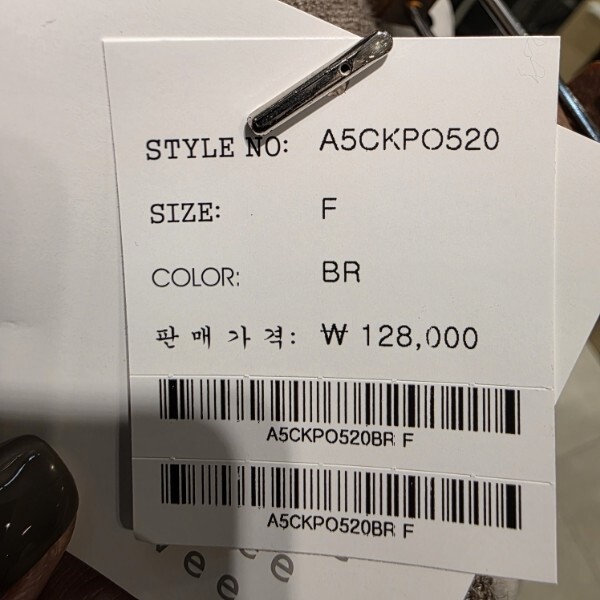 STYLE NO: A5CKPO520
SIZE: F
COLOR: BR
판매가격: ₩ 128,000
A5CKPO520BR F
A5CKPO520BR F